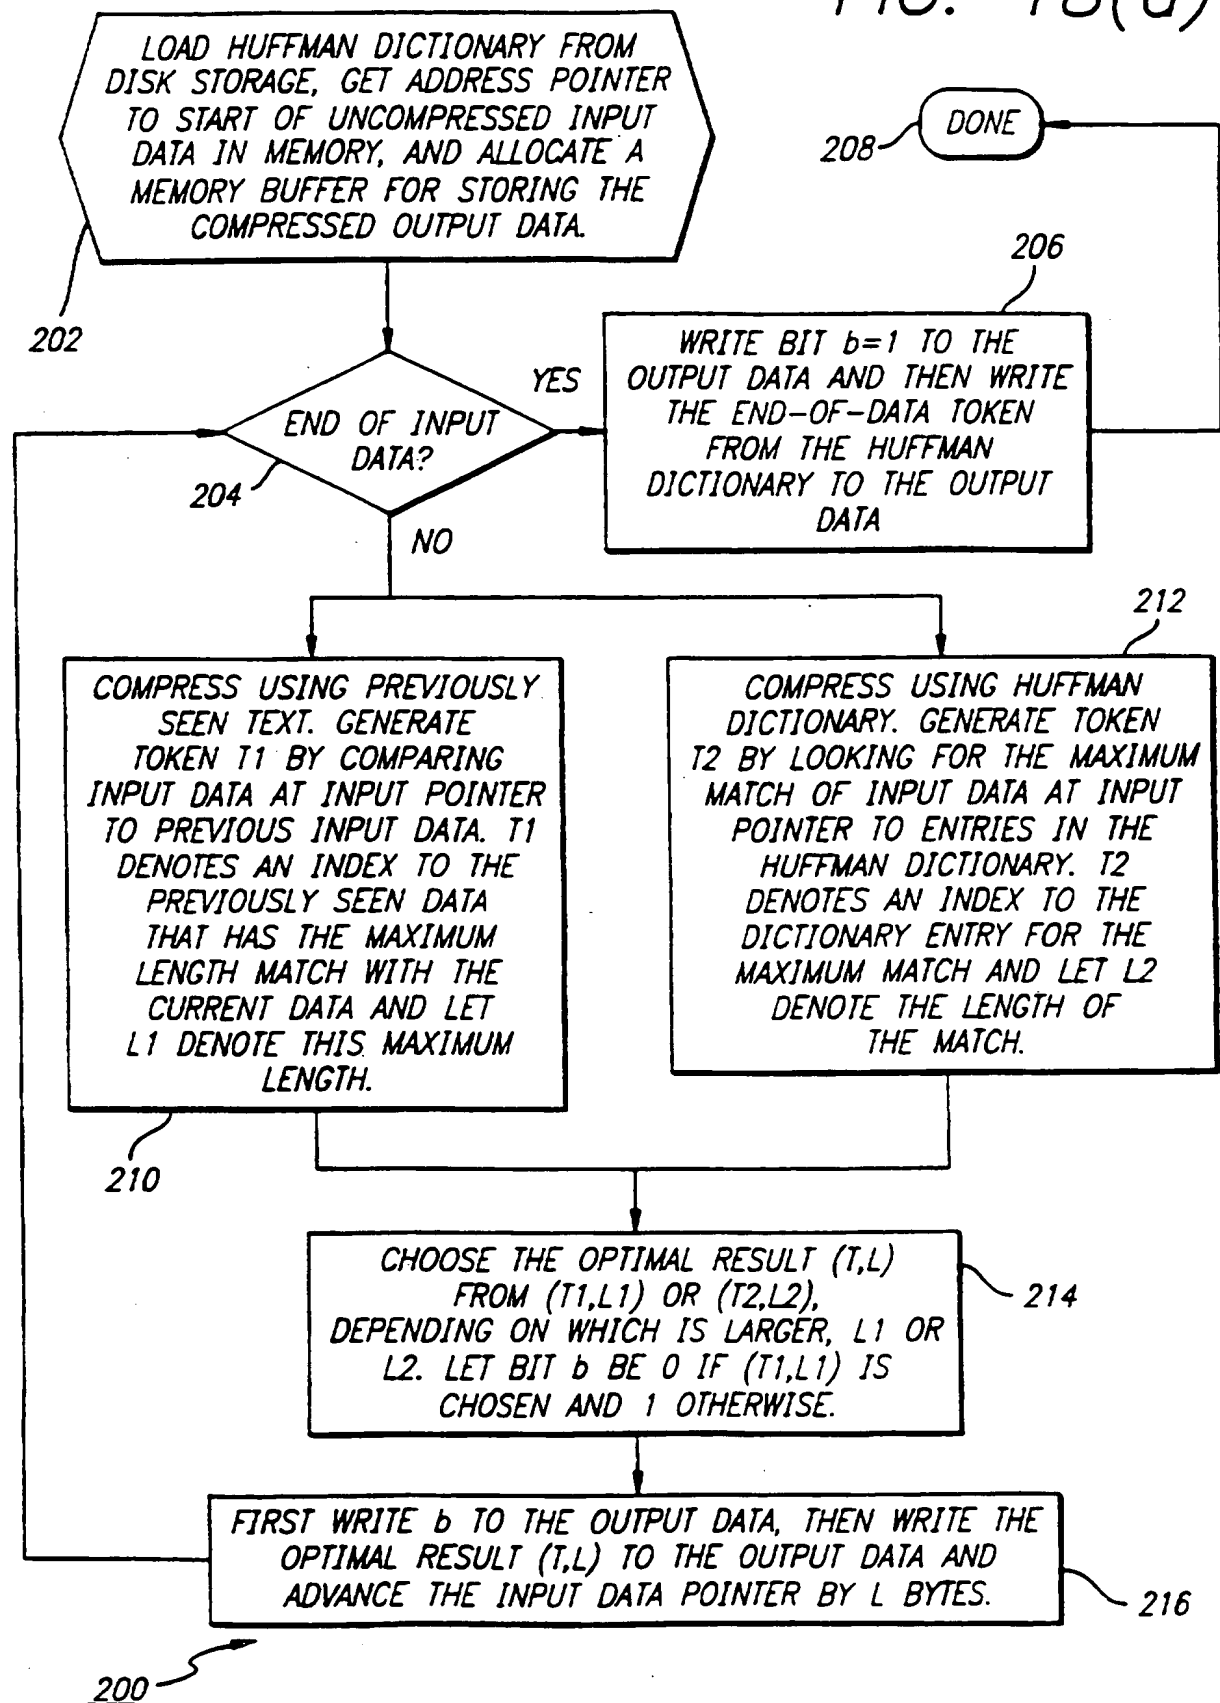 LOAD HUFFMAN DICTIONARY FROM
DISK STORAGE, GET ADDRESS POINTER
TO START OF UNCOMPRESSED INPUT
DATA IN MEMORY, AND ALLOCATE A
MEMORY BUFFER FOR STORING THE
COMPRESSED OUTPUT DATA.
202
208
DONE
206
END OF INPUT
DATA?
204
YES
NO
WRITE BIT b=1 TO THE
OUTPUT DATA AND THEN WRITE
THE END-OF-DATA TOKEN
FROM THE HUFFMAN
DICTIONARY TO THE OUTPUT
DATA
COMPRESS USING PREVIOUSLY
SEEN TEXT. GENERATE
TOKEN T1 BY COMPARING
INPUT DATA AT INPUT POINTER
TO PREVIOUS INPUT DATA. T1
DENOTES AN INDEX TO THE
PREVIOUSLY SEEN DATA
THAT HAS THE MAXIMUM
LENGTH MATCH WITH THE
CURRENT DATA AND LET
L1 DENOTE THIS MAXIMUM
LENGTH.
210
212
COMPRESS USING HUFFMAN
DICTIONARY. GENERATE TOKEN
T2 BY LOOKING FOR THE MAXIMUM
MATCH OF INPUT DATA AT INPUT
POINTER TO ENTRIES IN THE
HUFFMAN DICTIONARY. T2
DENOTES AN INDEX TO THE
DICTIONARY ENTRY FOR THE
MAXIMUM MATCH AND LET L2
DENOTE THE LENGTH OF
THE MATCH.
CHOOSE THE OPTIMAL RESULT (T,L)
FROM (T1,L1) OR (T2,L2),
DEPENDING ON WHICH IS LARGER, L1 OR
L2. LET BIT b BE 0 IF (T1,L1) IS
CHOSEN AND 1 OTHERWISE.
214
FIRST WRITE b TO THE OUTPUT DATA, THEN WRITE THE
OPTIMAL RESULT (T,L) TO THE OUTPUT DATA AND
ADVANCE THE INPUT DATA POINTER BY L BYTES.
216
200